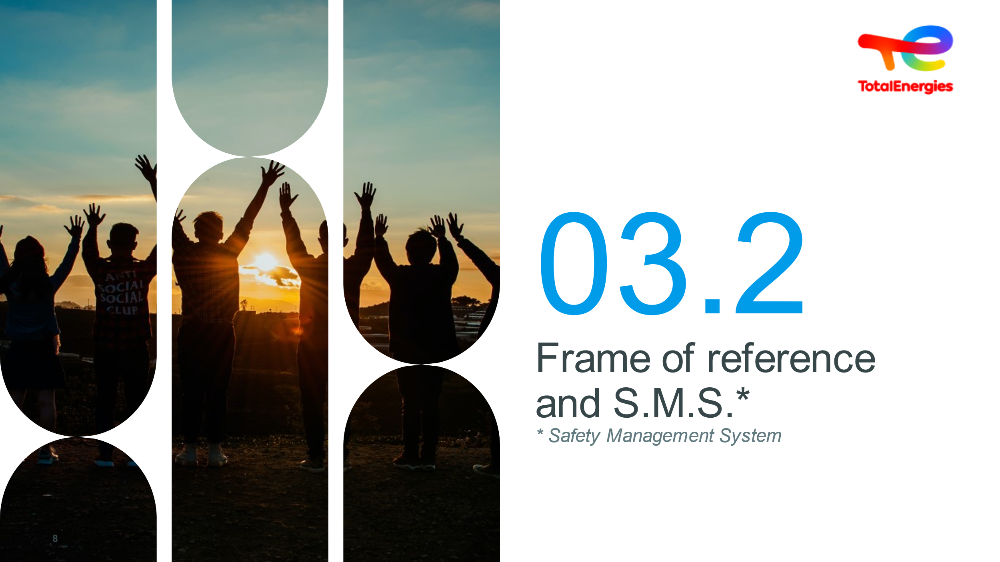 TotalEnergies
03.2
Frame of reference
and S.M.S.*
* Safety Management System
ANTI
SOCIAL
SOCIAL
CLUB
8